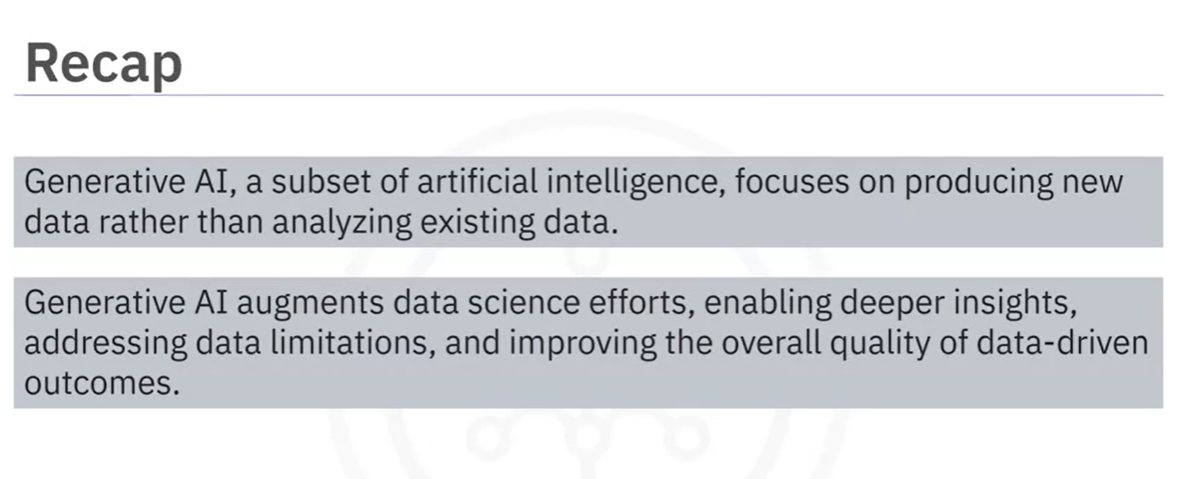 Recap
Generative AI, a subset of artificial intelligence, focuses on producing new
data rather than analyzing existing data.
Generative AI augments data science efforts, enabling deeper insights,
addressing data limitations, and improving the overall quality of data-driven
outcomes.